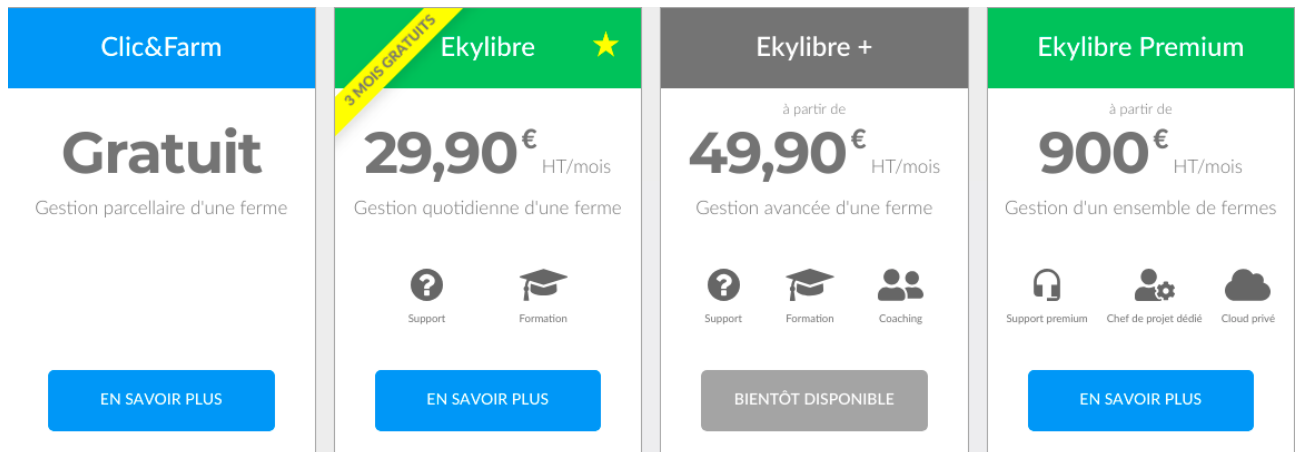 Clic&Farm
Gratuit
Gestion parcellaire d'une ferme
EN SAVOIR PLUS
3 MOIS GRATUITS
Ekylibre
29,90€ HT/mois
Gestion quotidienne d'une ferme
Support
Formation
EN SAVOIR PLUS
Ekylibre +
à partir de
49,90€ HT/mois
Gestion avancée d'une ferme
Support
Formation
Coaching
BIENTÔT DISPONIBLE
Ekylibre Premium
à partir de
900€ HT/mois
Gestion d'un ensemble de fermes
Support premium
Chef de projet dédié
Cloud privé
EN SAVOIR PLUS